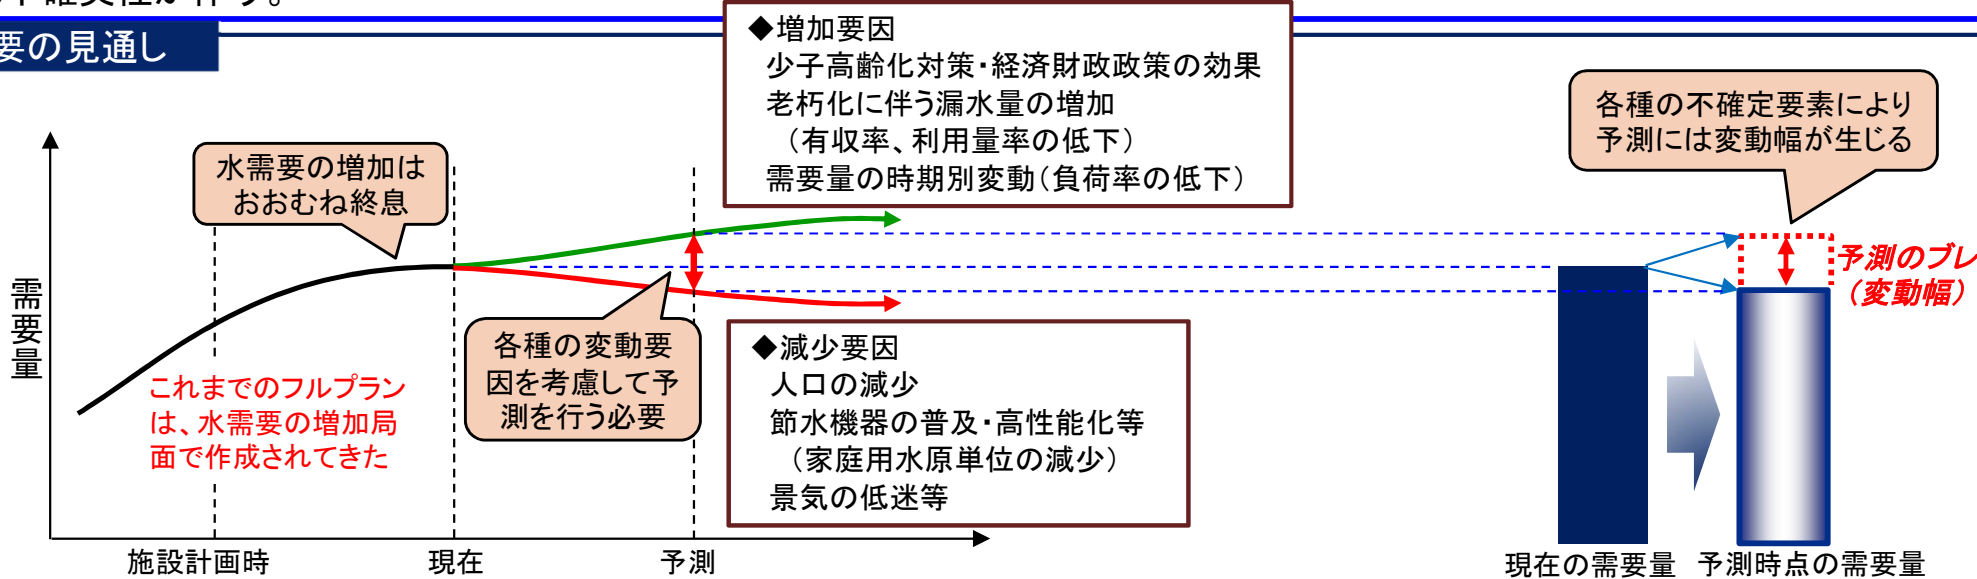 要の見通し
◆増加要因
少子高齢化対策・経済財政政策の効果
老朽化に伴う漏水量の増加
（有収率、利用量率の低下）
需要量の時期別変動（負荷率の低下）
各種の不確定要素により
予測には変動幅が生じる
水需要の増加は
おおむね終息
需要量
これまでのフルプラン
は、水需要の増加局
面で作成されてきた
各種の変動要
因を考慮して予
測を行う必要
◆減少要因
人口の減少
節水機器の普及・高性能化等
（家庭用水原単位の減少）
景気の低迷等
予測のブレ
（変動幅）
施設計画時
現在
予測
現在の需要量
予測時点の需要量